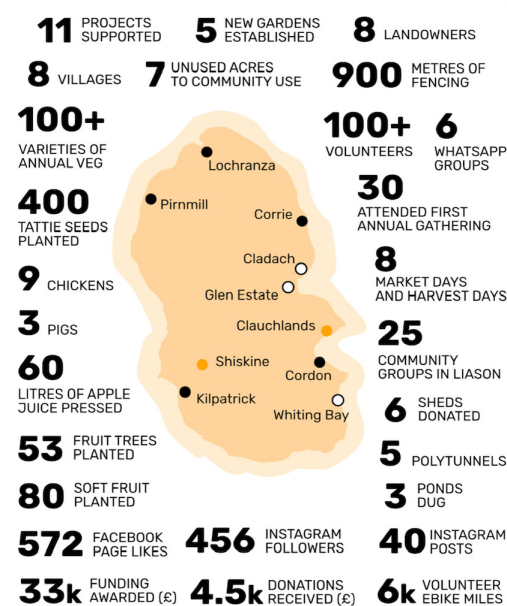 11 PROJECTS SUPPORTED
5 NEW GARDENS ESTABLISHED
8 LANDOWNERS
8 VILLAGES
7 UNUSED ACRES TO COMMUNITY USE
900 METRES OF FENCING
100+
VARIETIES OF
ANNUAL VEG
100+
VOLUNTEERS
6
WHATSAPP
GROUPS
400
TATTIE SEEDS
PLANTED
30
ATTENDED FIRST
ANNUAL GATHERING
9 CHICKENS
8
MARKET DAYS
AND HARVEST DAYS
3 PIGS
25
COMMUNITY
GROUPS IN LIASON
60
LITRES OF APPLE
JUICE PRESSED
6 SHEDS DONATED
53 FRUIT TREES PLANTED
5 POLYTUNNELS
80 SOFT FRUIT PLANTED
3 PONDS DUG
Lochranza
Pirnmill
Corrie
Cladach
Glen Estate
Clauchlands
Shiskine
Cordon
Kilpatrick
Whiting Bay
572 FACEBOOK PAGE LIKES
456 INSTAGRAM FOLLOWERS
40 INSTAGRAM POSTS
33k FUNDING AWARDED (£)
4.5k DONATIONS RECEIVED (£)
6k VOLUNTEER EBIKE MILES